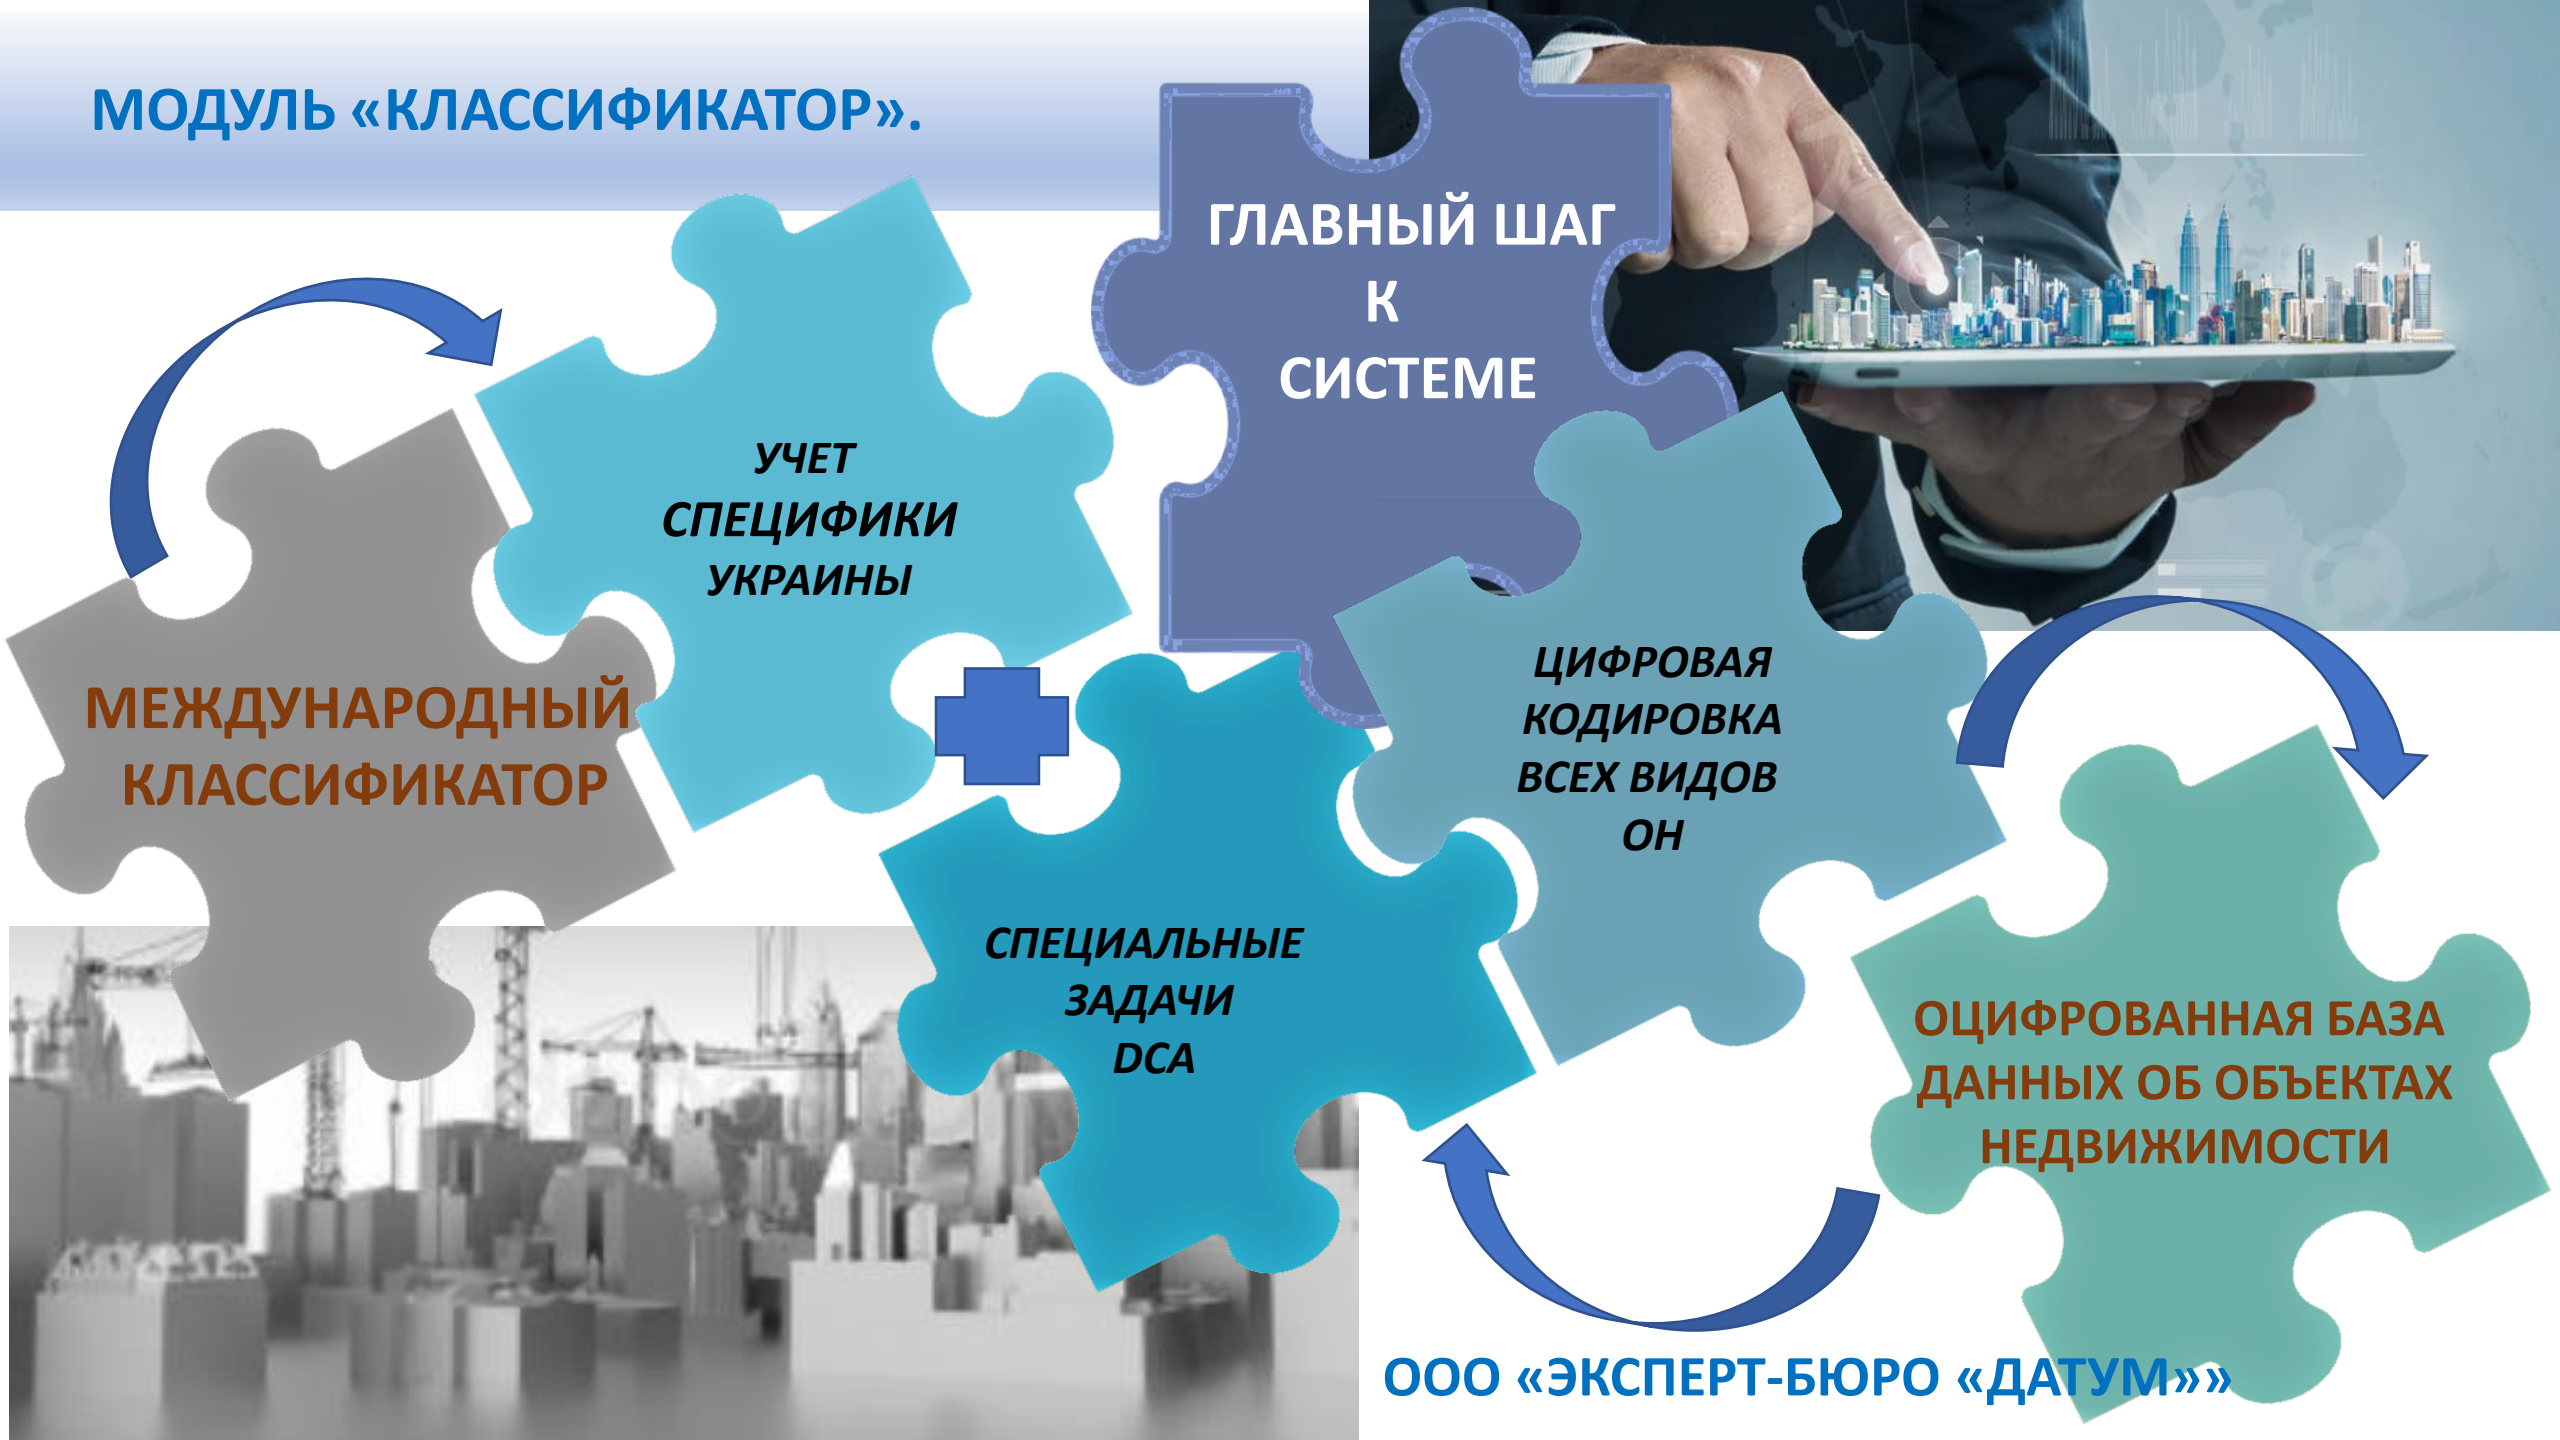 МОДУЛЬ «КЛАССИФИКАТОР».
ГЛАВНЫЙ ШАГ
К
СИСТЕМЕ
УЧЕТ
СПЕЦИФИКИ
УКРАИНЫ
МЕЖДУНАРОДНЫЙ
КЛАССИФИКАТОР
ЦИФРОВАЯ
КОДИРОВКА
ВСЕХ ВИДОВ
ОН
СПЕЦИАЛЬНЫЕ
ЗАДАЧИ
DCA
ОЦИФРОВАННАЯ БАЗА
ДАННЫХ ОБ ОБЪЕКТАХ
НЕДВИЖИМОСТИ
ООО «ЭКСПЕРТ-БЮРО «ДАТУМ»»